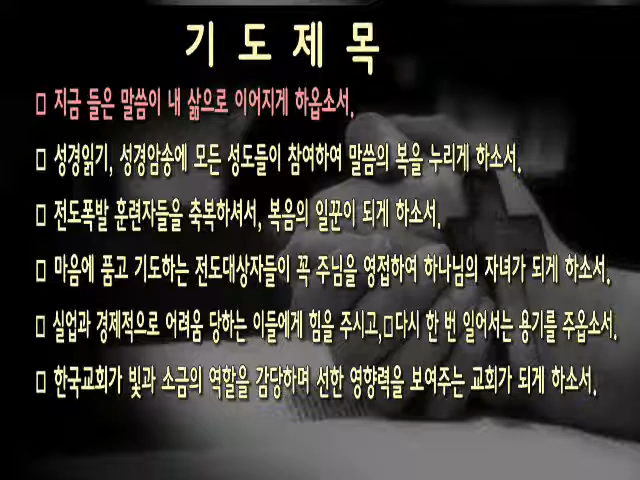 기 도 제 목
▯ 지금 들은 말씀이 내 삶으로 이어지게 하옵소서.
▯ 성경읽기, 성경암송에 모든 성도들이 참여하여 말씀의 복을 누리게 하소서.
▯ 전도폭발 훈련자들을 축복하셔서, 복음의 일꾼이 되게 하소서.
▯ 마음에 품고 기도하는 전도대상자들이 꼭 주님을 영접하여 하나님의 자녀가 되게 하소서.
▯ 실업과 경제적으로 어려움 당하는 이들에게 힘을 주시고,▯다시 한 번 일어서는 용기를 주옵소서.
▯ 한국교회가 빛과 소금의 역할을 감당하며 선한 영향력을 보여주는 교회가 되게 하소서.